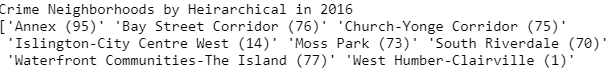 Crime Neighborhoods by Heirarchical in 2016
['Annex (95)' 'Bay Street Corridor (76)' 'Church-Yonge Corridor (75)'
 'Islington-City Centre West (14)' 'Moss Park (73)' 'South Riverdale (70)'
 'Waterfront Communities-The Island (77)' 'West Humber-Clairville (1)'